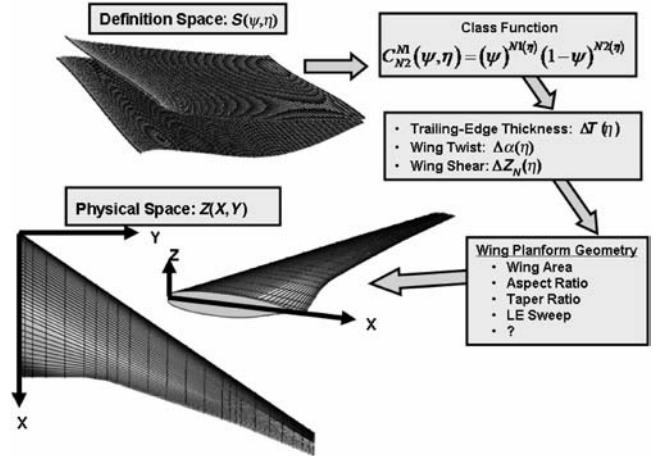 Definition Space: S(ψ,η)
Class Function
C_{N2}^{N1}(ψ,η) = (ψ)^{N1(η)} (1−ψ)^{N2(η)}
• Trailing-Edge Thickness: ΔT(η)
• Wing Twist: Δα(η)
• Wing Shear: ΔZ_N(η)
Physical Space: Z(X,Y)
Y
Z
X
X
Wing Planform Geometry
• Wing Area
• Aspect Ratio
• Taper Ratio
• LE Sweep
• ?